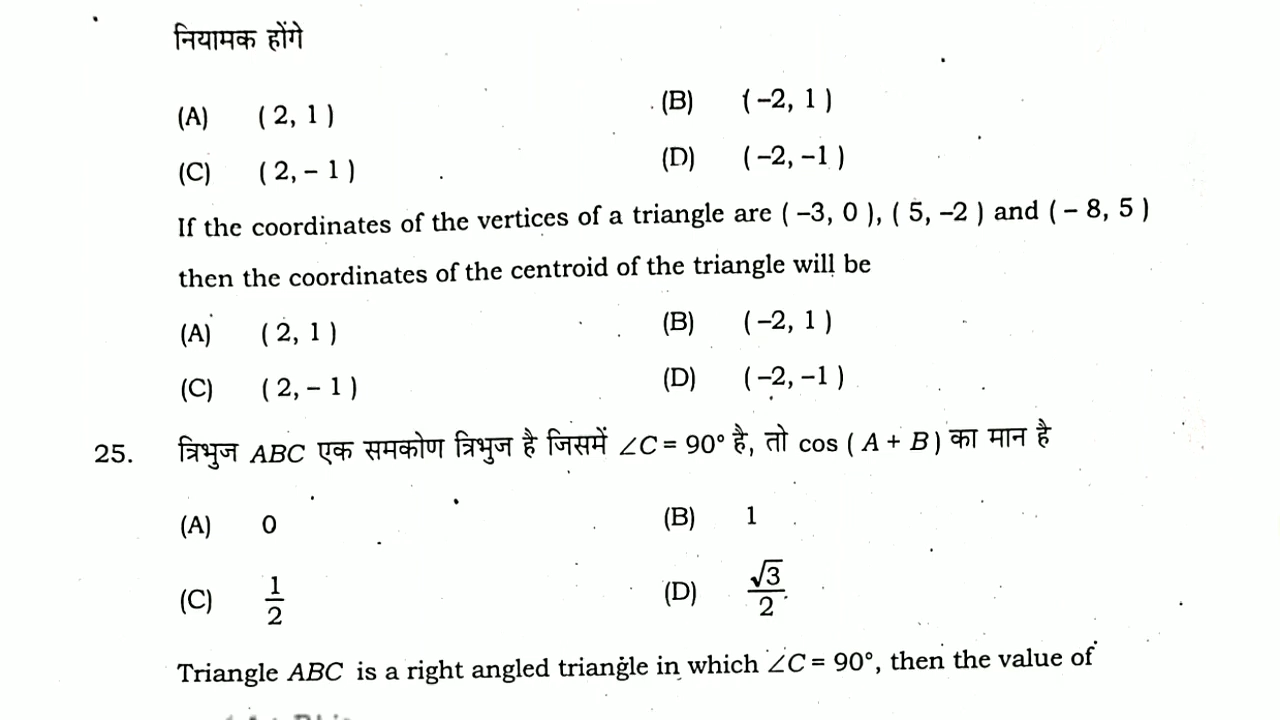 नियामक होंगे
(A) ( 2, 1 ) (B) ( –2, 1 )
(C) ( 2, – 1 ) (D) ( –2, –1 )
If the coordinates of the vertices of a triangle are ( –3, 0 ), ( 5, –2 ) and ( – 8, 5 )
then the coordinates of the centroid of the triangle will be
(A) ( 2, 1 ) (B) ( –2, 1 )
(C) ( 2, – 1 ) (D) ( –2, –1 )
25. त्रिभुज ABC एक समकोण त्रिभुज है जिसमें ∠C = 90° है, तो cos ( A + B ) का मान है
(A) 0 (B) 1
(C) 1/2 (D) √3/2
Triangle ABC is a right angled triangle in which ∠C = 90°, then the value of